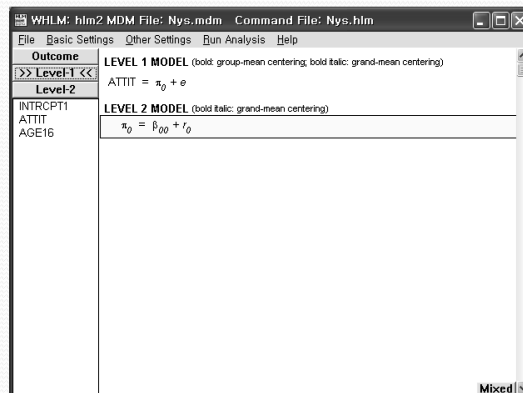 WHLM: hlm2 MDM File: Nys.mdm Command File: Nys.hlm
File Basic Settings Other Settings Run Analysis Help
Outcome
>> Level-1 <<
Level-2
INTRCPT1
ATTIT
AGE16
LEVEL 1 MODEL (bold: group-mean centering; bold italic: grand-mean centering)
ATTIT = π0 + e
LEVEL 2 MODEL (bold italic: grand-mean centering)
π0 = β00 + r0
Mixed